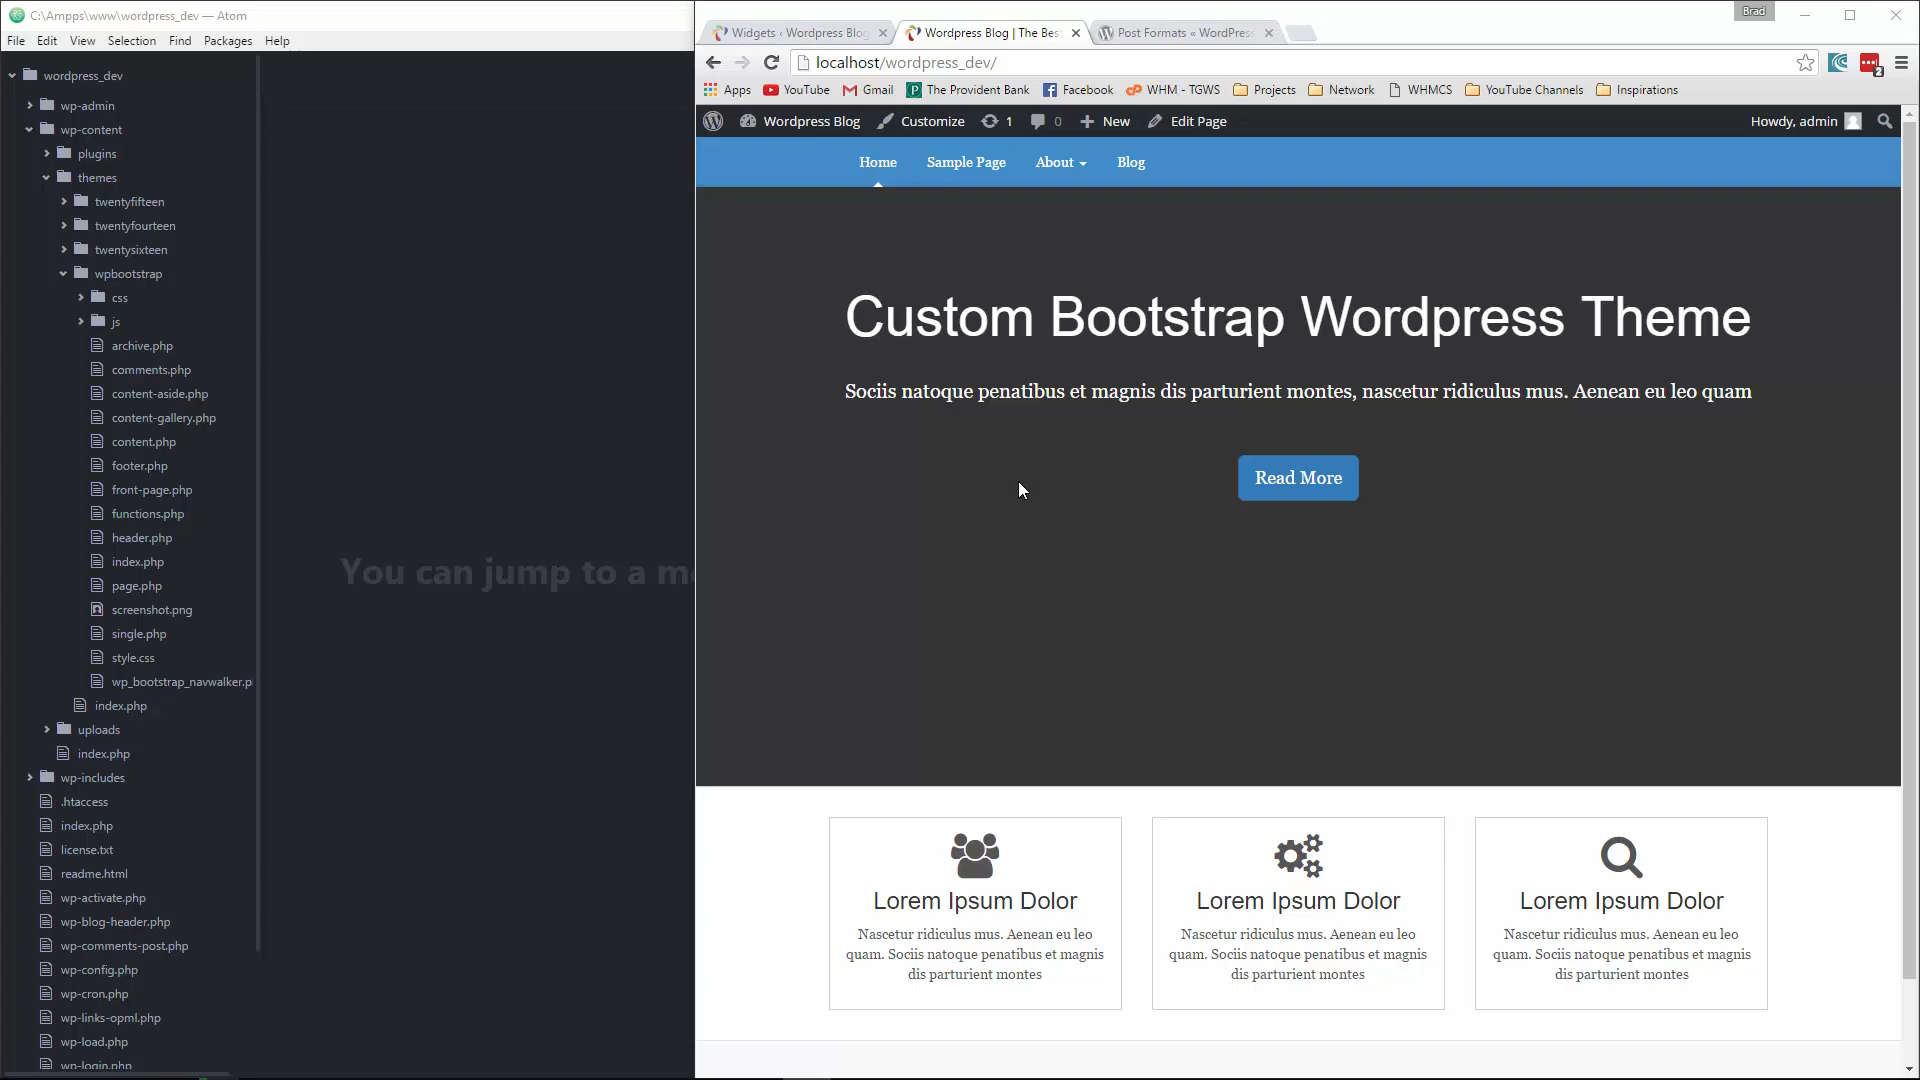 C:\Ampps\www\wordpress_dev — Atom
File Edit View Selection Find Packages Help
wordpress_dev
wp-admin
wp-content
plugins
themes
twentyfifteen
twentyfourteen
twentysixteen
wpbootstrap
css
js
archive.php
comments.php
content-aside.php
content-gallery.php
content.php
footer.php
front-page.php
functions.php
header.php
index.php
page.php
screenshot.png
single.php
style.css
wp_bootstrap_navwalker.p
index.php
uploads
index.php
wp-includes
.htaccess
index.php
license.txt
readme.html
wp-activate.php
wp-blog-header.php
wp-comments-post.php
wp-config.php
wp-cron.php
wp-links-opml.php
wp-load.php
wp-login.php
You can jump to a m
Brad
Widgets ‹ Wordpress Blog
Wordpress Blog | The Bes
Post Formats « WordPres
localhost/wordpress_dev/
Apps YouTube Gmail The Provident Bank Facebook WHM - TGWS Projects Network WHMCS YouTube Channels Inspirations
2
Wordpress Blog Customize 1 0 New Edit Page Howdy, admin
Home Sample Page About Blog
Custom Bootstrap Wordpress Theme
Sociis natoque penatibus et magnis dis parturient montes, nascetur ridiculus mus. Aenean eu leo quam
Read More
Lorem Ipsum Dolor
Nascetur ridiculus mus. Aenean eu leo
quam. Sociis natoque penatibus et magnis
dis parturient montes
Lorem Ipsum Dolor
Nascetur ridiculus mus. Aenean eu leo
quam. Sociis natoque penatibus et magnis
dis parturient montes
Lorem Ipsum Dolor
Nascetur ridiculus mus. Aenean eu leo
quam. Sociis natoque penatibus et magnis
dis parturient montes